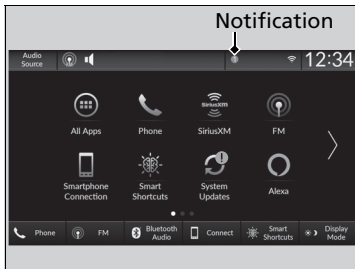 Notification
Audio
Source
12:34
SiriusXM
All Apps
Phone
SiriusXM
FM
Smartphone
Connection
Smart
Shortcuts
System
Updates
Alexa
Phone
FM
Bluetooth
Audio
Connect
Smart
Shortcuts
Display
Mode